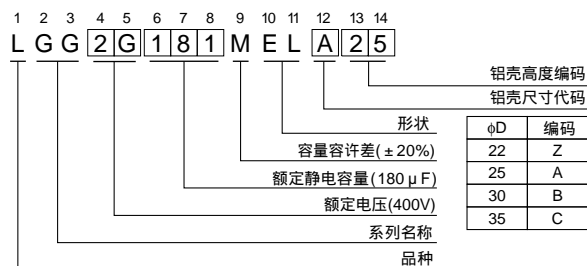 1 2 3 4 5 6 7 8 9 10 11 12 13 14
L G G 2 G 1 8 1 M E L A 2 5
铝壳高度编码
铝壳尺寸代码
形状
容量容许差(±20%)
额定静电容量(180μF)
额定电压(400V)
系列名称
品种
φD 编码
22 Z
25 A
30 B
35 C